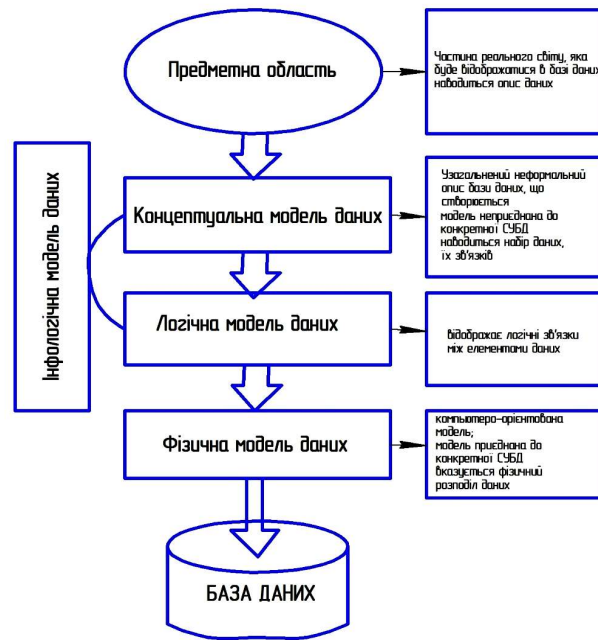 Предметна область
Частина реального світу, яка
буде відображатися в базі даних
наводиться опис даних
Інфологічна модель даних
Концептуальна модель даних
Узагальнений неформальний
опис бази даних, що
створюється
модель неприєднана до
конкретної СУБД
наводиться набір даних,
їх зв'язків
Логічна модель даних
відображає логічні зв'язки
між елементами даних
Фізична модель даних
компьютеро-орієнтована
модель;
модель приєднана до
конкретної СУБД
вказується фізичний
розподіл даних
БАЗА ДАНИХ